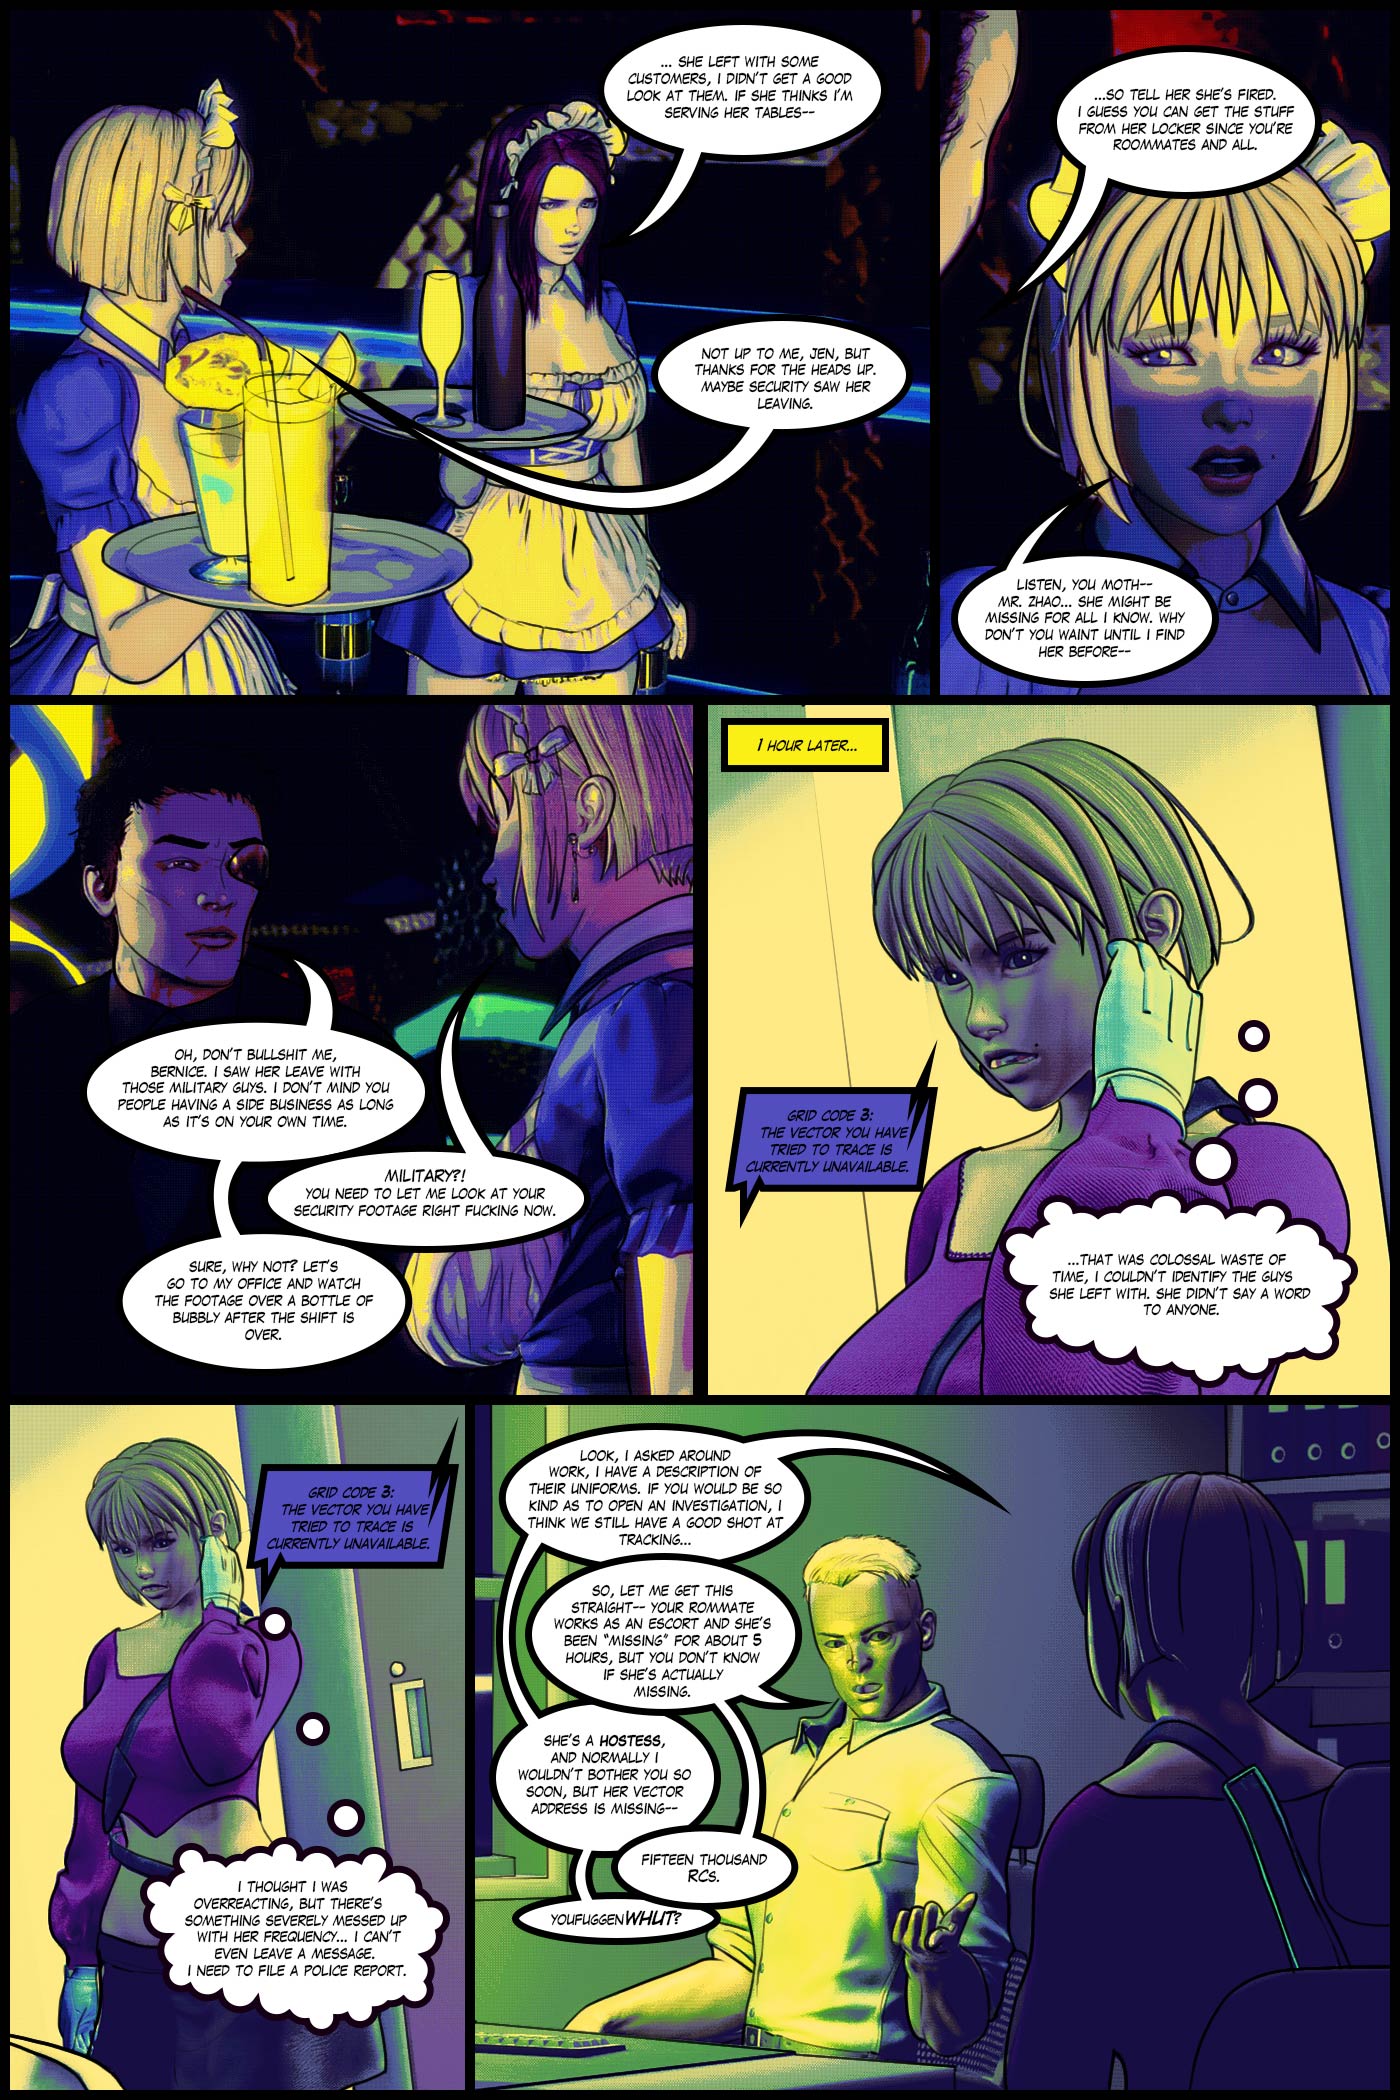 ... SHE LEFT WITH SOME
CUSTOMERS, I DIDN'T GET A GOOD
LOOK AT THEM. IF SHE THINKS I'M
SERVING HER TABLES--
NOT UP TO ME, JEN, BUT
THANKS FOR THE HEADS UP.
MAYBE SECURITY SAW HER
LEAVING.
...SO TELL HER SHE'S FIRED.
I GUESS YOU CAN GET THE STUFF
FROM HER LOCKER SINCE YOU'RE
ROOMMATES AND ALL.
LISTEN, YOU MOTH--
MR. ZHAO... SHE MIGHT BE
MISSING FOR ALL I KNOW. WHY
DON'T YOU WAINT UNTIL I FIND
HER BEFORE--
OH, DON'T BULLSHIT ME,
BERNICE. I SAW HER LEAVE WITH
THOSE MILITARY GUYS. I DON'T MIND YOU
PEOPLE HAVING A SIDE BUSINESS AS LONG
AS IT'S ON YOUR OWN TIME.
MILITARY?!
YOU NEED TO LET ME LOOK AT YOUR
SECURITY FOOTAGE RIGHT FUCKING NOW.
SURE, WHY NOT? LET'S
GO TO MY OFFICE AND WATCH
THE FOOTAGE OVER A BOTTLE OF
BUBBLY AFTER THE SHIFT IS
OVER.
1 HOUR LATER...
GRID CODE 3:
THE VECTOR YOU HAVE
TRIED TO TRACE IS
CURRENTLY UNAVAILABLE.
...THAT WAS COLOSSAL WASTE OF
TIME, I COULDN'T IDENTIFY THE GUYS
SHE LEFT WITH. SHE DIDN'T SAY A WORD
TO ANYONE.
GRID CODE 3:
THE VECTOR YOU HAVE
TRIED TO TRACE IS
CURRENTLY UNAVAILABLE.
I THOUGHT I WAS
OVERREACTING, BUT THERE'S
SOMETHING SEVERELY MESSED UP
WITH HER FREQUENCY... I CAN'T
EVEN LEAVE A MESSAGE.
I NEED TO FILE A POLICE REPORT.
LOOK, I ASKED AROUND
WORK, I HAVE A DESCRIPTION OF
THEIR UNIFORMS. IF YOU WOULD BE SO
KIND AS TO OPEN AN INVESTIGATION, I
THINK WE STILL HAVE A GOOD SHOT AT
TRACKING...
SO, LET ME GET THIS
STRAIGHT-- YOUR ROMMATE
WORKS AS AN ESCORT AND SHE'S
BEEN "MISSING" FOR ABOUT 5
HOURS, BUT YOU DON'T KNOW
IF SHE'S ACTUALLY
MISSING.
SHE'S A HOSTESS,
AND NORMALLY I
WOULDN'T BOTHER YOU SO
SOON, BUT HER VECTOR
ADDRESS IS MISSING--
FIFTEEN THOUSAND
RCS.
YOUFUGGENWHUT?